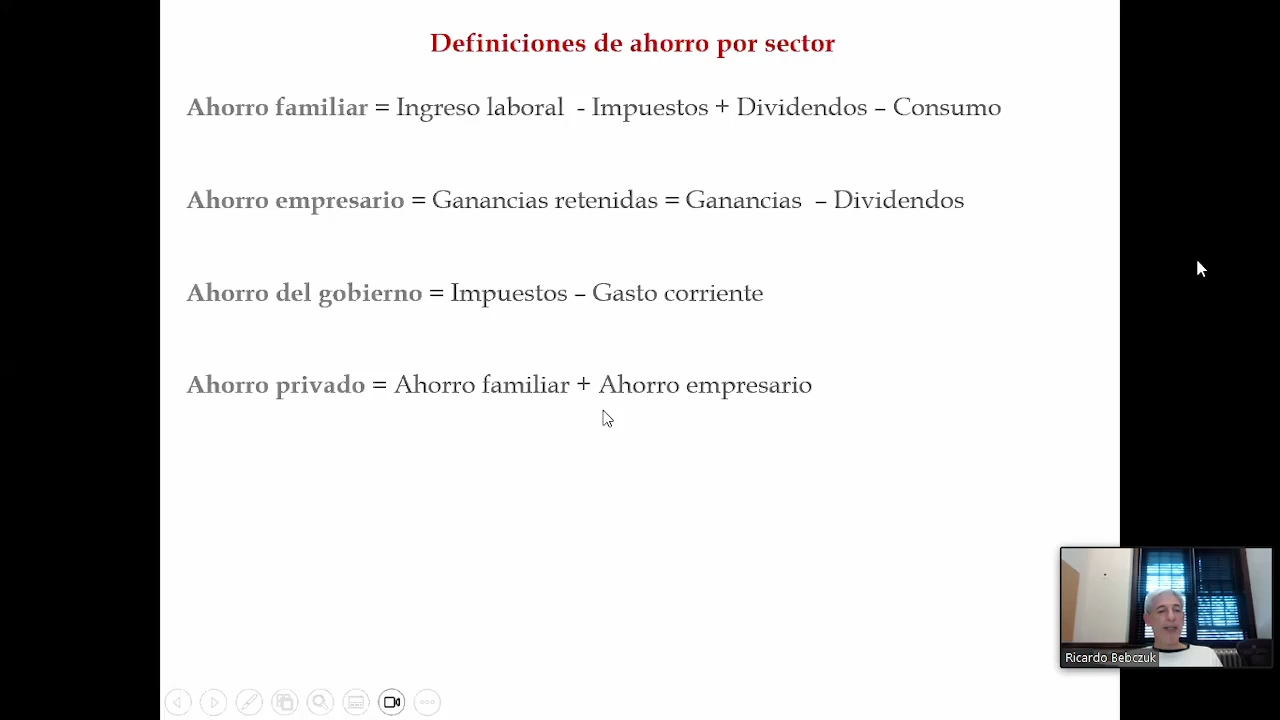 Definiciones de ahorro por sector
Ahorro familiar = Ingreso laboral - Impuestos + Dividendos – Consumo
Ahorro empresario = Ganancias retenidas = Ganancias – Dividendos
Ahorro del gobierno = Impuestos – Gasto corriente
Ahorro privado = Ahorro familiar + Ahorro empresario
Ricardo Bebczuk